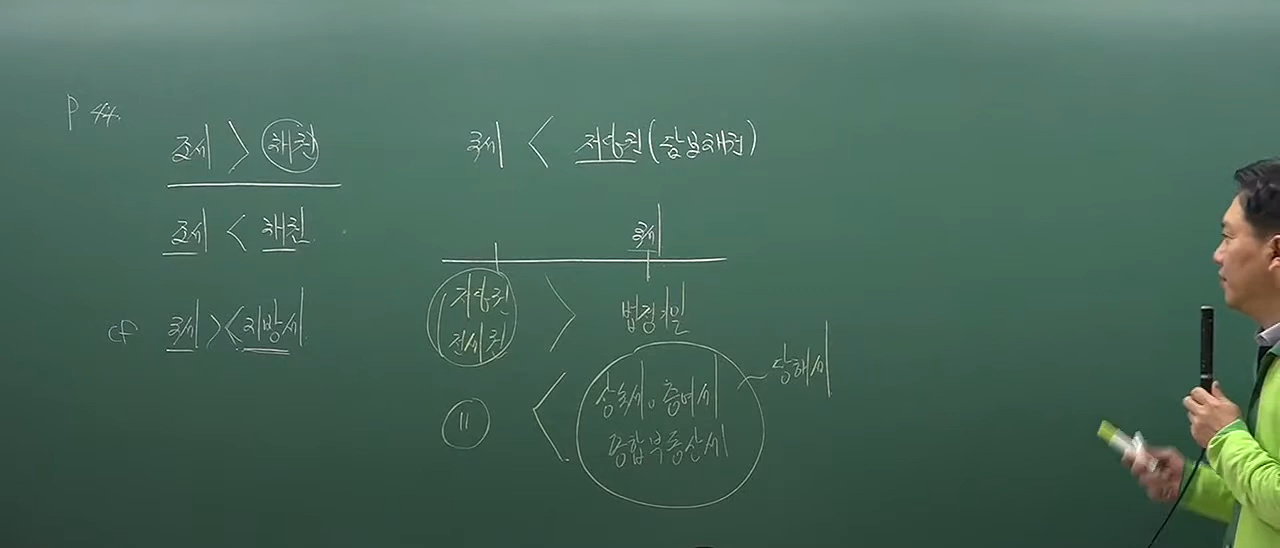 P 44.
조세 > 채권
조세 < 채권
cf 국세 > < 지방세
국세 < 저당권(담보채권)
국세
저당권
전세권
> 법정기일
〃 < 상속세, 증여세
종합부동산세
당해세